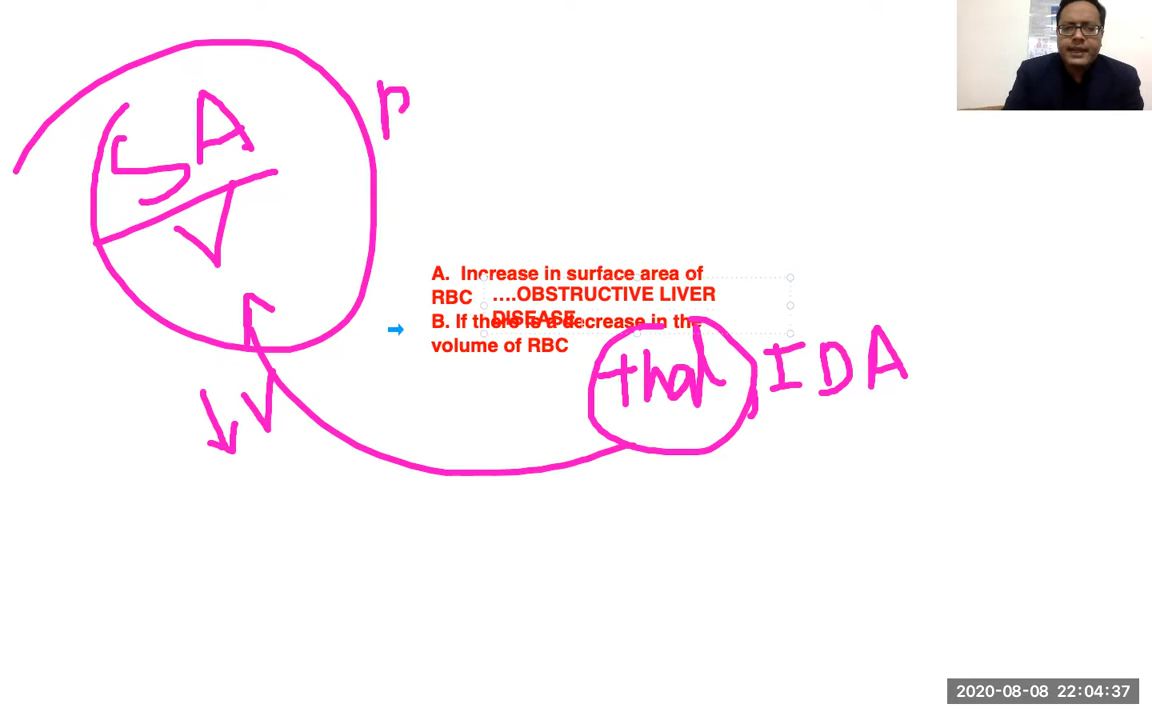 SA
V
r
A. Increase in surface area of
RBC
....OBSTRUCTIVE LIVER
DISEASE
B. If there is a decrease in the
volume of RBC
thal, IDA
V
2020-08-08 22:04:37